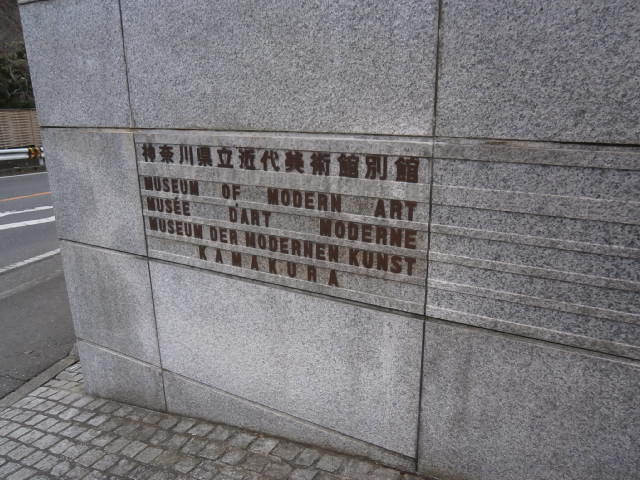 神奈川県立近代美術館別館
MUSEUM OF MODERN ART
MUSÉE D'ART MODERNE
MUSEUM DER MODERNEN KUNST
KAMAKURA